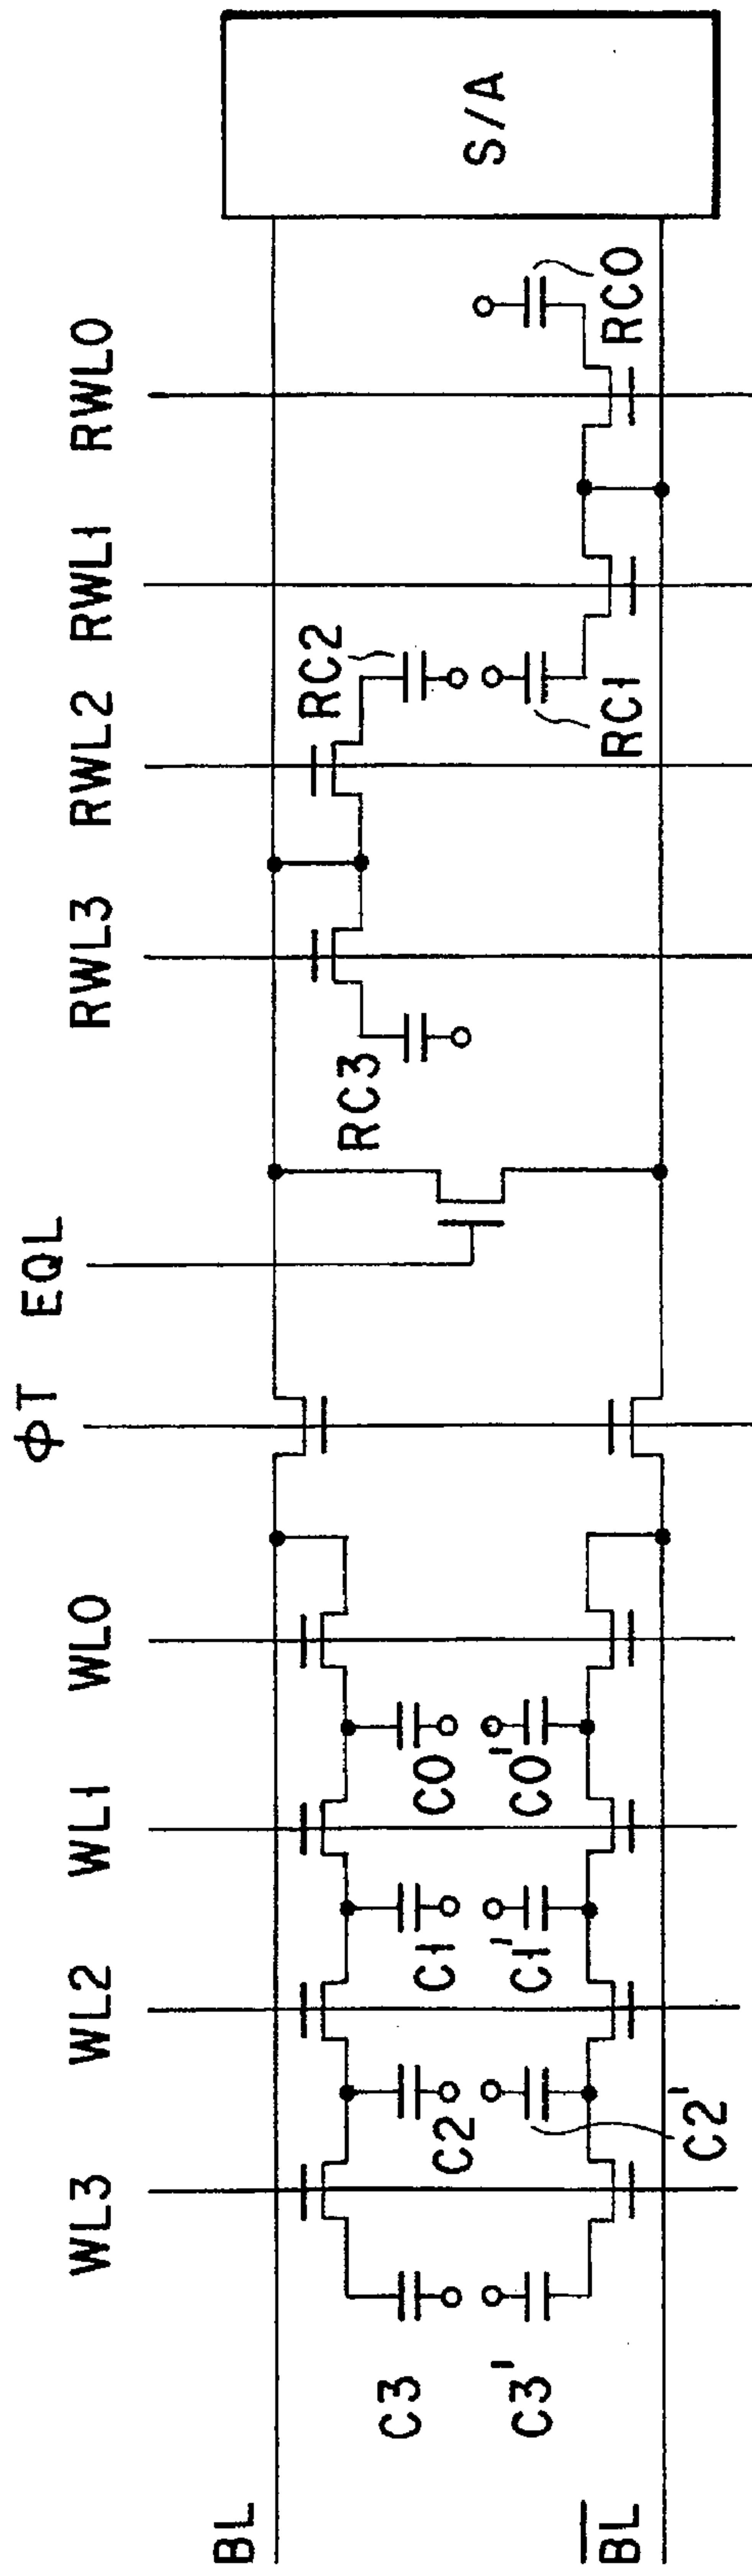 WL3 WL2 WL1 WL0 ΦT EQL RWL3 RWL2 RWL1 RWL0
BL
S/A
C3 C2 C1 C0 RC3 RC2
C3' C2' C1' C0' RC1 RC0
B̅L̅